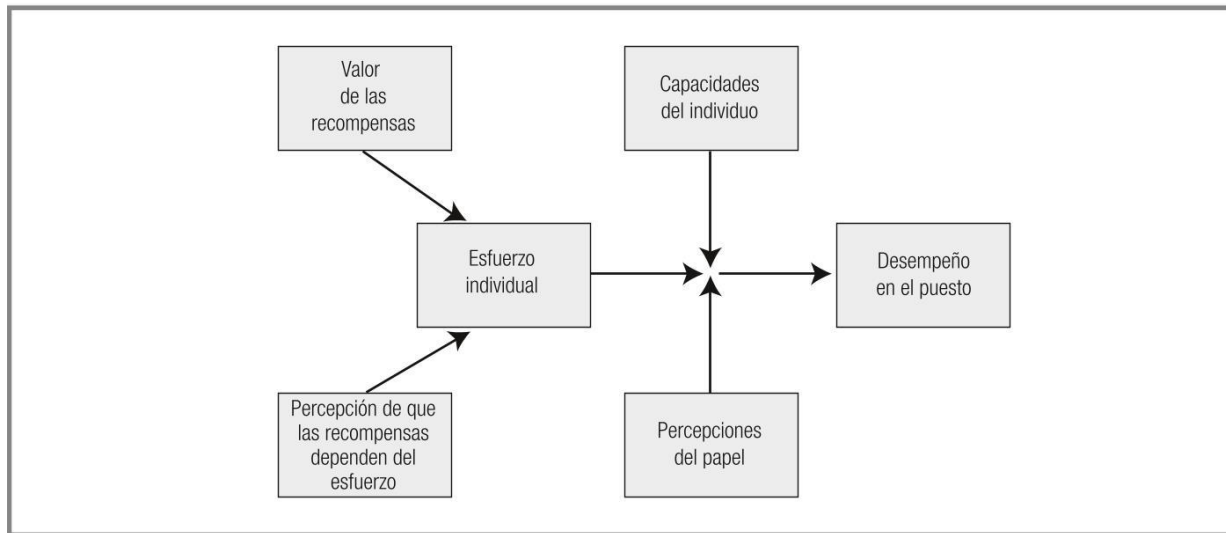 Valor
de las
recompensas
Capacidades
del individuo
Esfuerzo
individual
Desempeño
en el puesto
Percepción de que
las recompensas
dependen del
esfuerzo
Percepciones
del papel